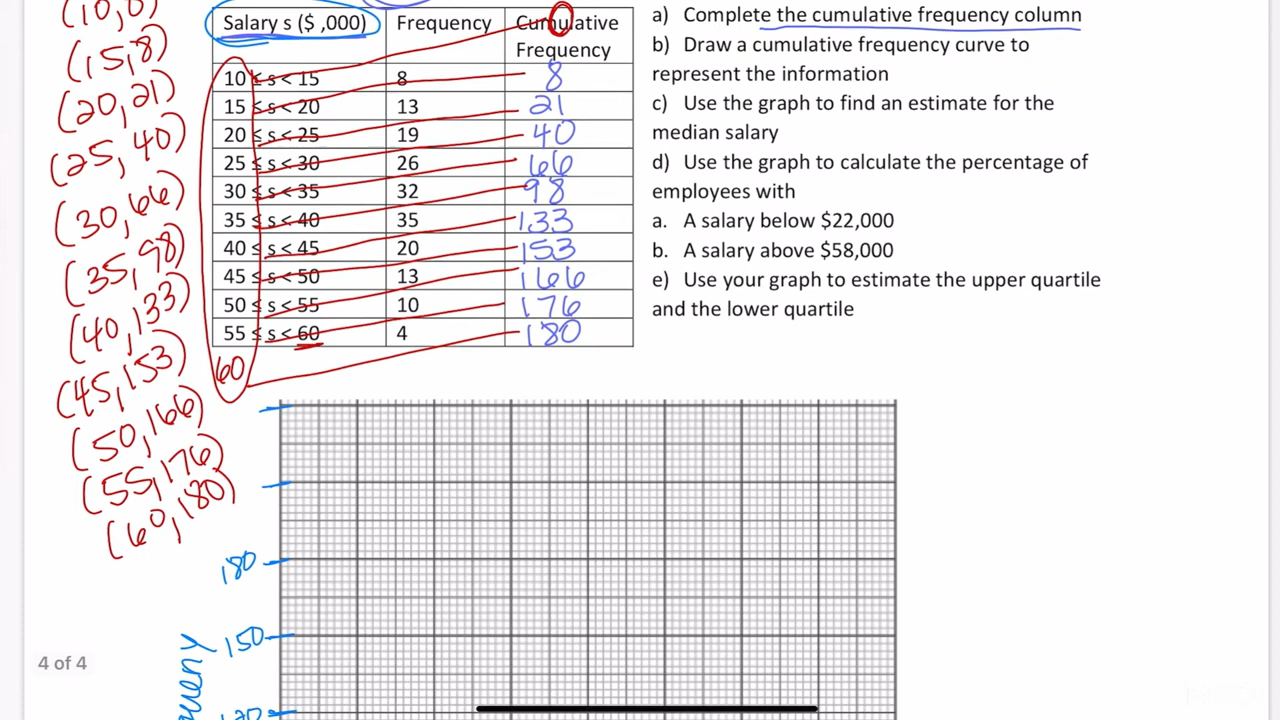 (10,0)
(15,8)
(20,21)
(25,40)
(30,66)
(35,98)
(40,133)
(45,153)
(50,166)
(55,176)
(60,180)
Salary s ($ ,000) Frequency Cumulative Frequency
0
10 ≤ s < 15 8 8
15 ≤ s < 20 13 21
20 ≤ s < 25 19 40
25 ≤ s < 30 26 66
30 ≤ s < 35 32 98
35 ≤ s < 40 35 133
40 ≤ s < 45 20 153
45 ≤ s < 50 13 166
50 ≤ s < 55 10 176
55 ≤ s < 60 4 180
60
a) Complete the cumulative frequency column
b) Draw a cumulative frequency curve to
represent the information
c) Use the graph to find an estimate for the
median salary
d) Use the graph to calculate the percentage of
employees with
a. A salary below $22,000
b. A salary above $58,000
e) Use your graph to estimate the upper quartile
and the lower quartile
180
150
120
queny
4 of 4